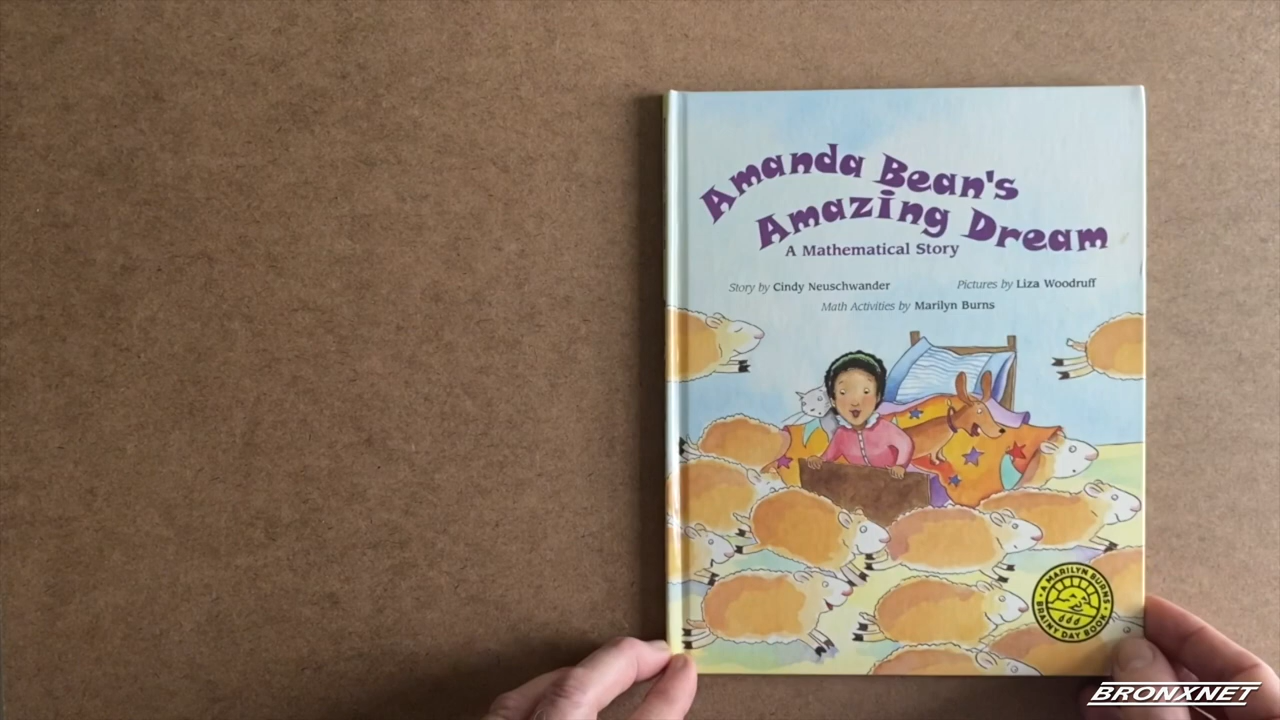 Amanda Bean's
Amazing Dream
A Mathematical Story
Story by Cindy Neuschwander
Pictures by Liza Woodruff
Math Activities by Marilyn Burns
A MARILYN BURNS
BRAINY DAY BOOK
BRONXNET